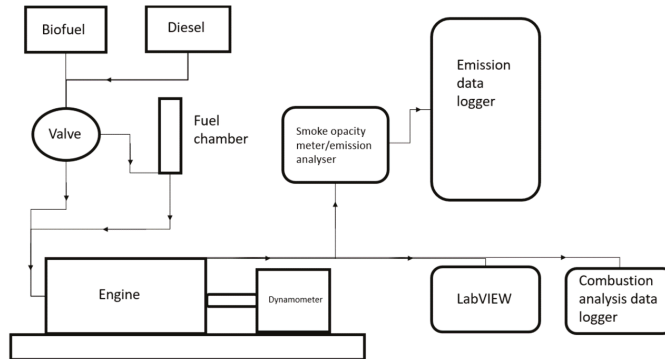 Biofuel
Diesel
Valve
Fuel
chamber
Smoke opacity
meter/emission
analyser
Emission
data
logger
Engine
Dynamometer
LabVIEW
Combustion
analysis data
logger